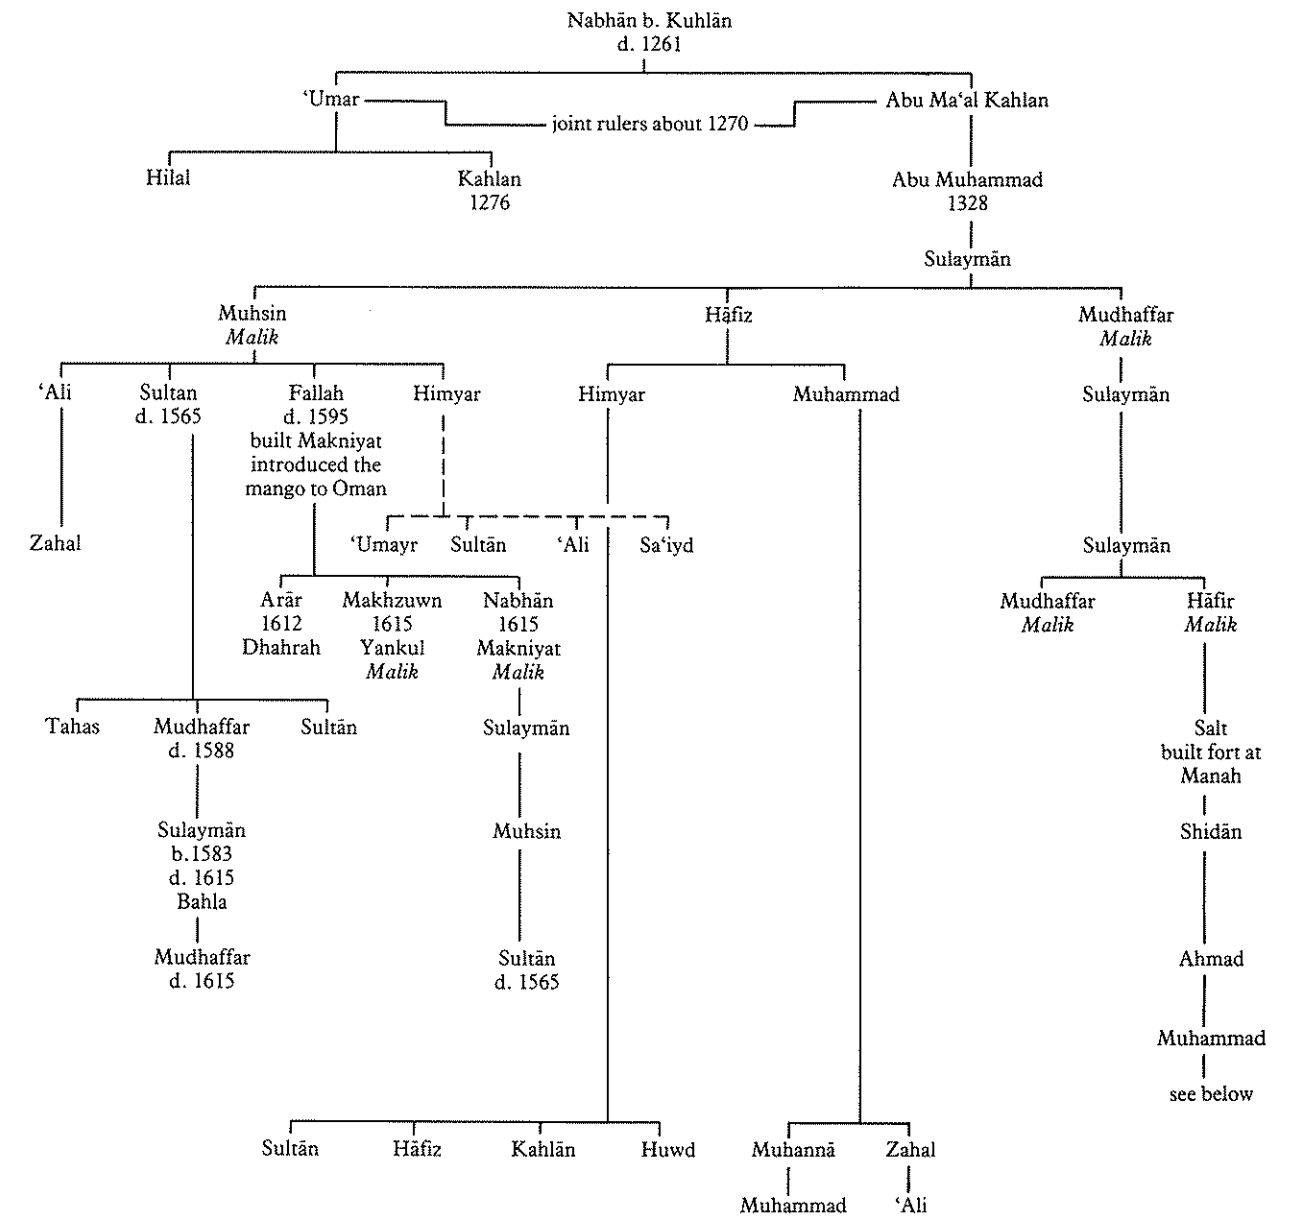 Nabhān b. Kuhlān
d. 1261
‘Umar
Abu Ma‘al Kahlan
joint rulers about 1270
Hilal
Kahlan
1276
Abu Muhammad
1328
Sulaymān
Muhsin
Malik
Hāfiz
Mudhaffar
Malik
‘Ali
Sultan
d. 1565
Fallah
d. 1595
built Makniyat
introduced the
mango to Oman
Himyar
Himyar
Muhammad
Sulaymān
Zahal
‘Umayr
Sultān
‘Ali
Sa‘iyd
Sulaymān
Arār
1612
Dhahrah
Makhzuwn
1615
Yankul
Malik
Nabhān
1615
Makniyat
Malik
Mudhaffar
Malik
Hāfir
Malik
Tahas
Mudhaffar
d. 1588
Sultān
Sulaymān
Salt
built fort at
Manah
Sulaymān
b.1583
d. 1615
Bahla
Muhsin
Shidān
Mudhaffar
d. 1615
Sultān
d. 1565
Ahmad
Muhammad
see below
Sultān
Hāfiz
Kahlān
Huwd
Muhannā
Zahal
Muhammad
‘Ali